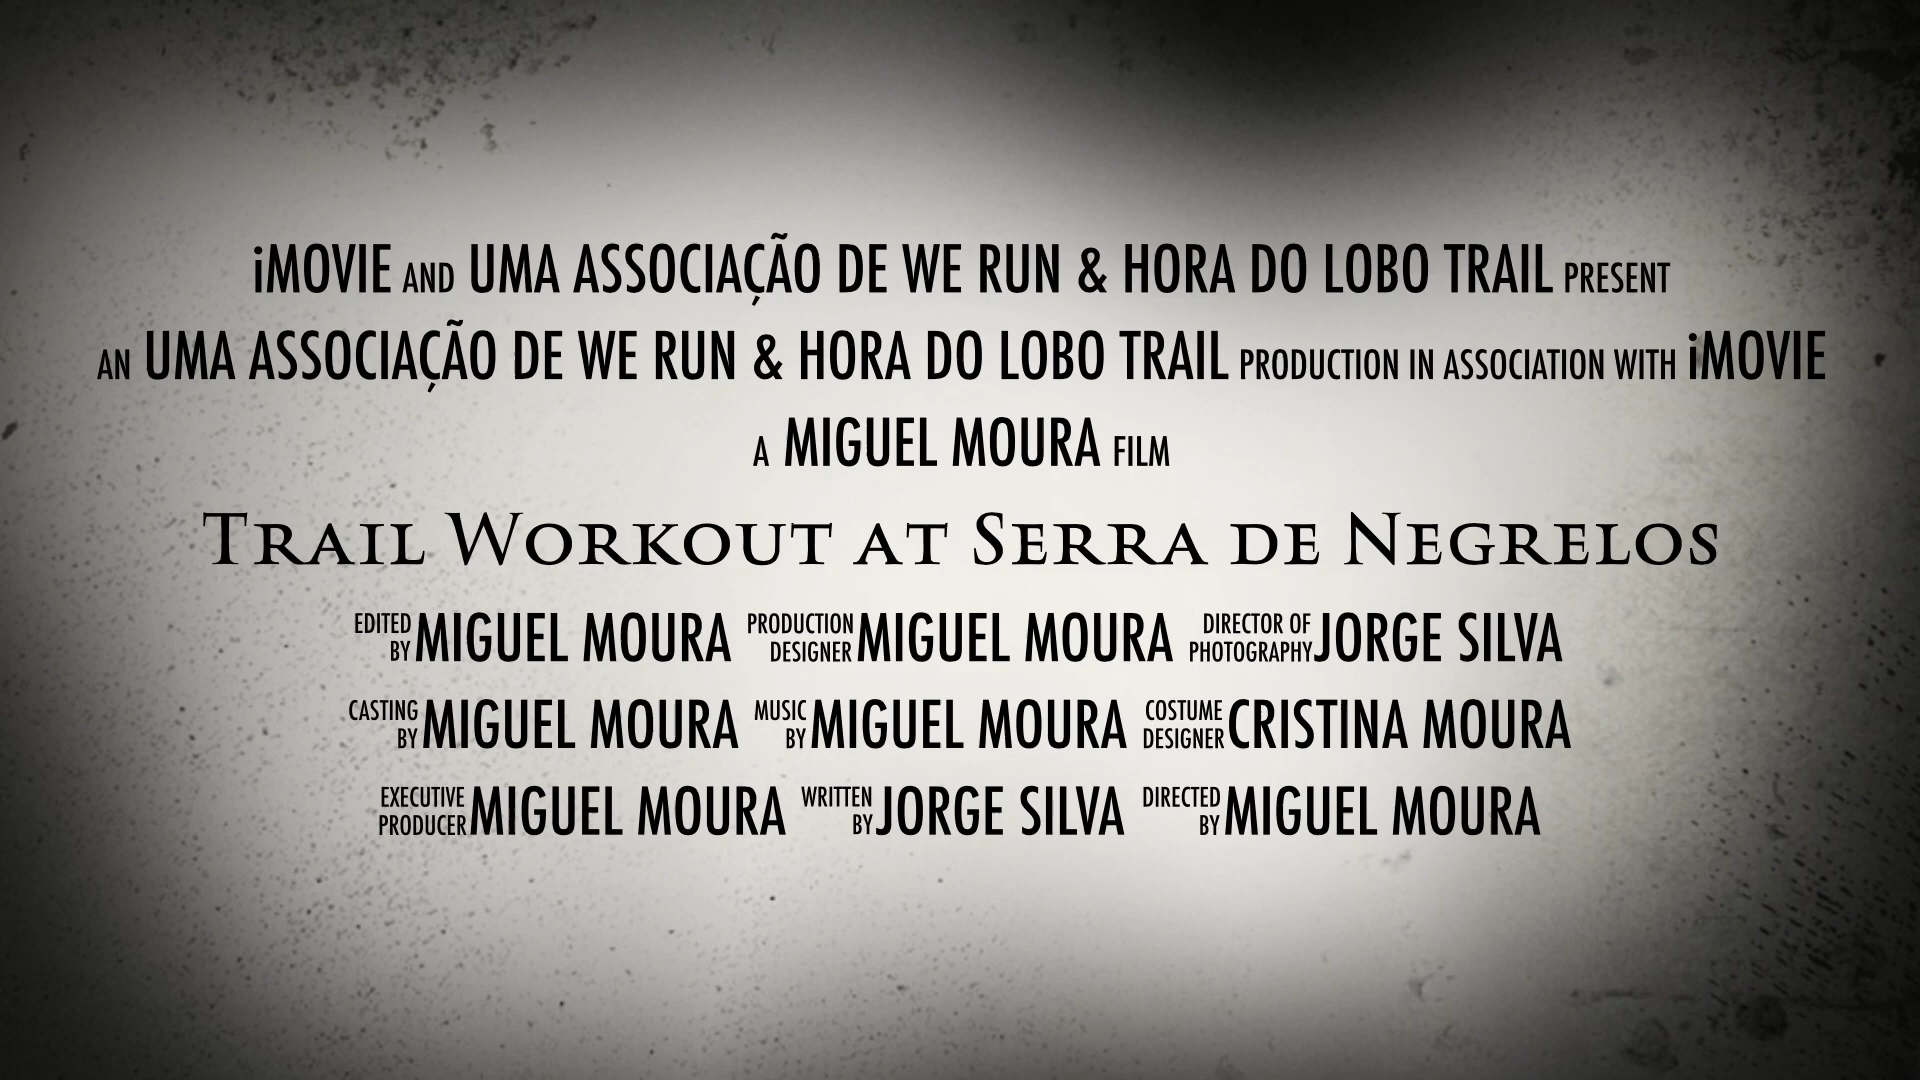 iMOVIE AND UMA ASSOCIAÇÃO DE WE RUN & HORA DO LOBO TRAIL PRESENT
AN UMA ASSOCIAÇÃO DE WE RUN & HORA DO LOBO TRAIL PRODUCTION IN ASSOCIATION WITH iMOVIE
A MIGUEL MOURA FILM
TRAIL WORKOUT AT SERRA DE NEGRELOS
EDITED BY MIGUEL MOURA PRODUCTION DESIGNER MIGUEL MOURA DIRECTOR OF PHOTOGRAPHY JORGE SILVA
CASTING BY MIGUEL MOURA MUSIC BY MIGUEL MOURA COSTUME DESIGNER CRISTINA MOURA
EXECUTIVE PRODUCER MIGUEL MOURA WRITTEN BY JORGE SILVA DIRECTED BY MIGUEL MOURA